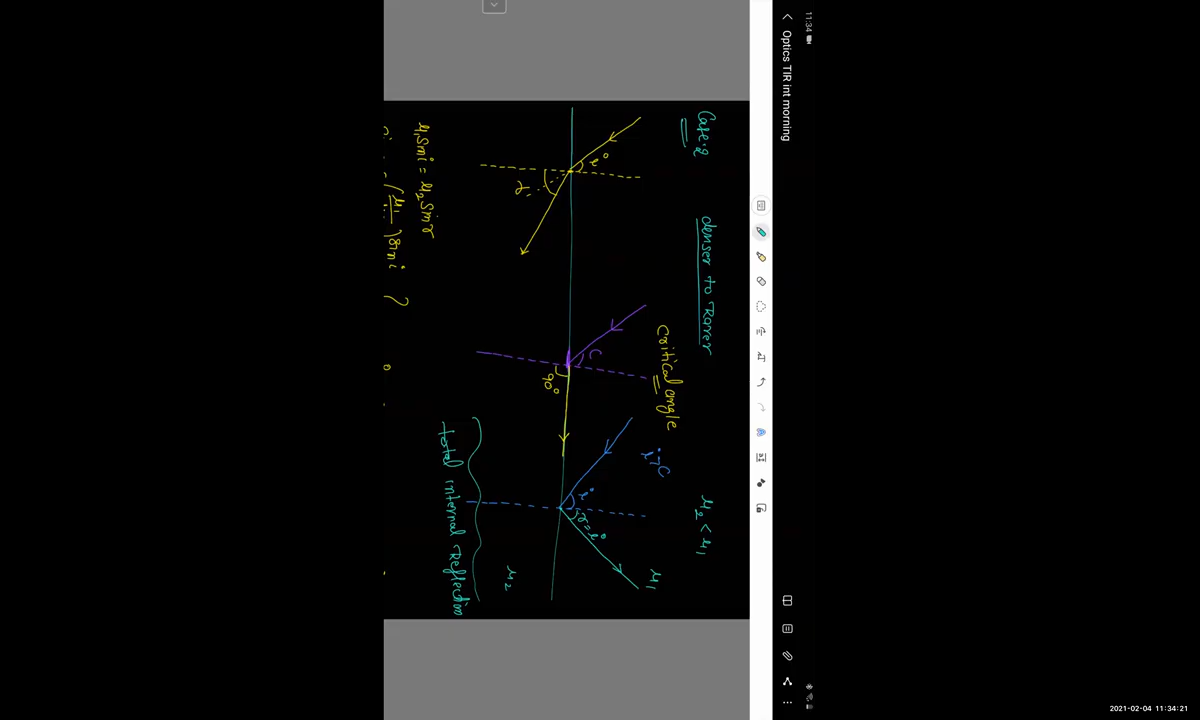 11:34
Optics TIR int morning
Case:2 denser to Rarer μ2 < μ1
critical angle
i>C
i
C
i
r=i
μ1
r
90°
μ2
total internal Reflection
μ1 Sin i = μ2 Sin r
2021-02-04 11:34:21